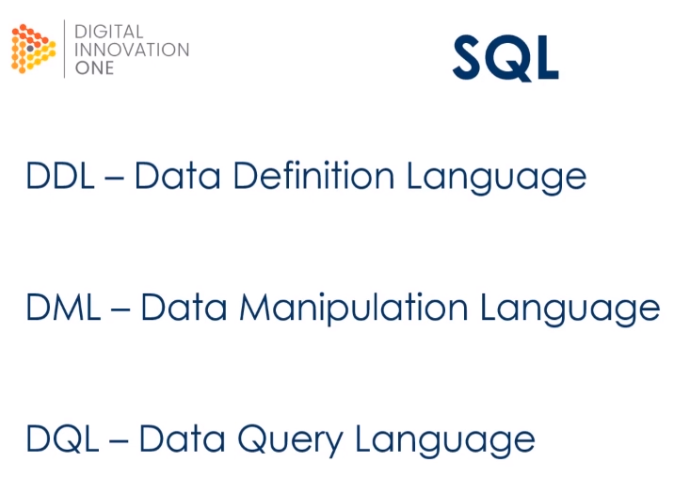 DIGITAL
INNOVATION
ONE
SQL
DDL – Data Definition Language
DML – Data Manipulation Language
DQL – Data Query Language